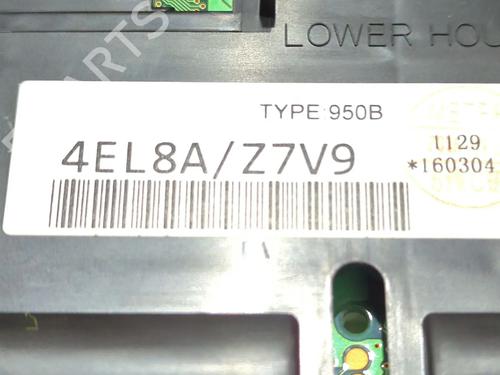 LOWER HOU
TYPE:950B
4EL8A/Z7V9
1129
*160304